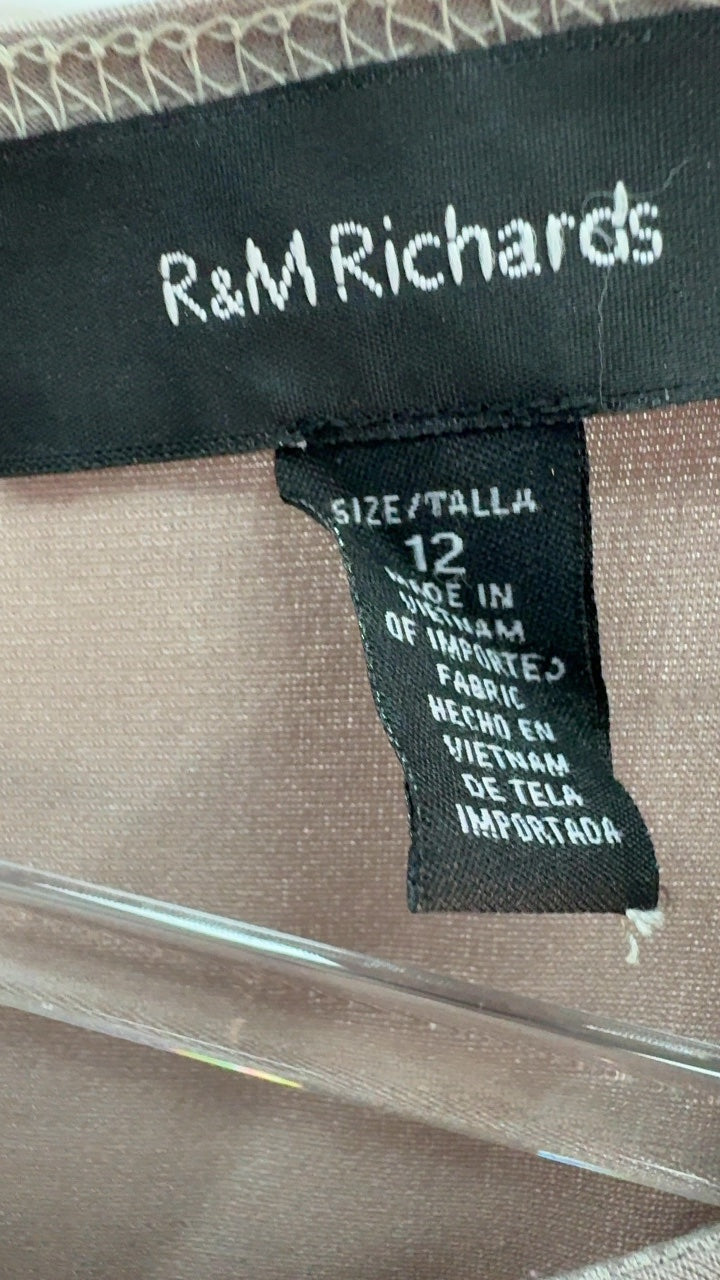 R&M Richards
SIZE/TALLA
12
MADE IN
VIETNAM
OF IMPORTED
FABRIC
HECHO EN
VIETNAM
DE TELA
IMPORTADA